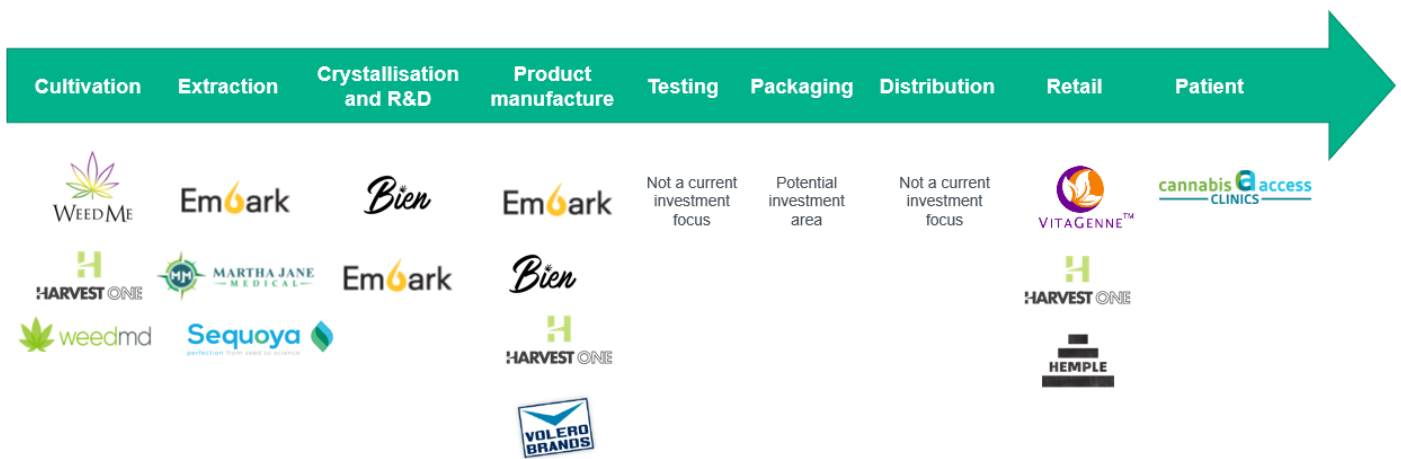 Cultivation
Extraction
Crystallisation
and R&D
Product
manufacture
Testing
Packaging
Distribution
Retail
Patient
WEED ME
HARVEST ONE
weedmd
Embark
MARTHA JANE
MEDICAL
Sequoya
perfection from seed to science
Bien
Embark
Embark
Bien
HARVEST ONE
VOLERO
BRANDS
Not a current
investment
focus
Potential
investment
area
Not a current
investment
focus
VITAGENNE™
HARVEST ONE
HEMPLE
cannabis a access
CLINICS